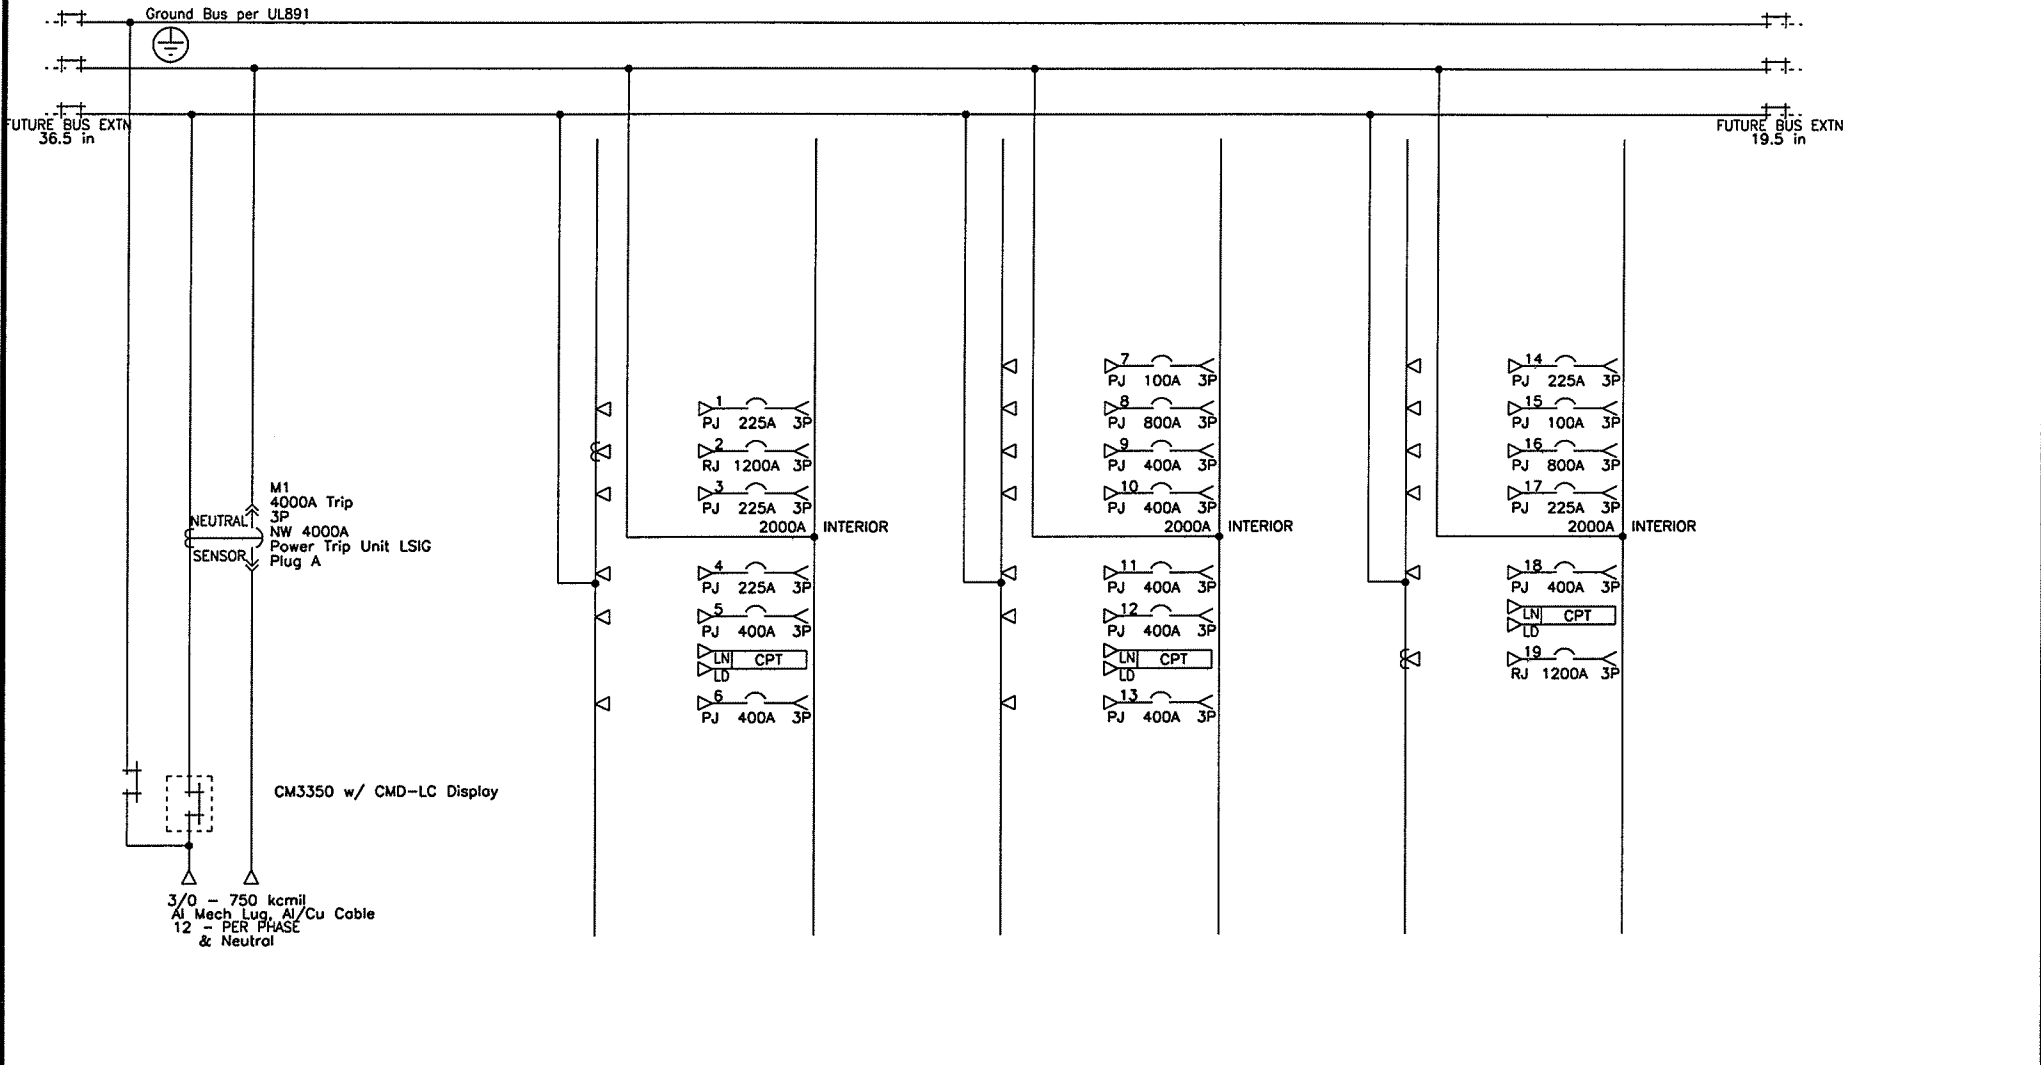 Ground Bus per UL891
FUTURE BUS EXTN
36.5 in
FUTURE BUS EXTN
19.5 in
M1
4000A Trip
3P
NW 4000A
Power Trip Unit LSIG
Plug A
NEUTRAL
SENSOR
CM3350 w/ CMD-LC Display
3/0 - 750 kcmil
Al Mech Lug, Al/Cu Cable
12 - PER PHASE
& Neutral
1
PJ 225A 3P
2
RJ 1200A 3P
3
PJ 225A 3P
2000A INTERIOR
4
PJ 225A 3P
5
PJ 400A 3P
LN CPT
LD
6
PJ 400A 3P
7
PJ 100A 3P
8
PJ 800A 3P
9
PJ 400A 3P
10
PJ 400A 3P
2000A INTERIOR
11
PJ 400A 3P
12
PJ 400A 3P
LN CPT
LD
13
PJ 400A 3P
14
PJ 225A 3P
15
PJ 100A 3P
16
PJ 800A 3P
17
PJ 225A 3P
2000A INTERIOR
18
PJ 400A 3P
LN CPT
LD
19
RJ 1200A 3P